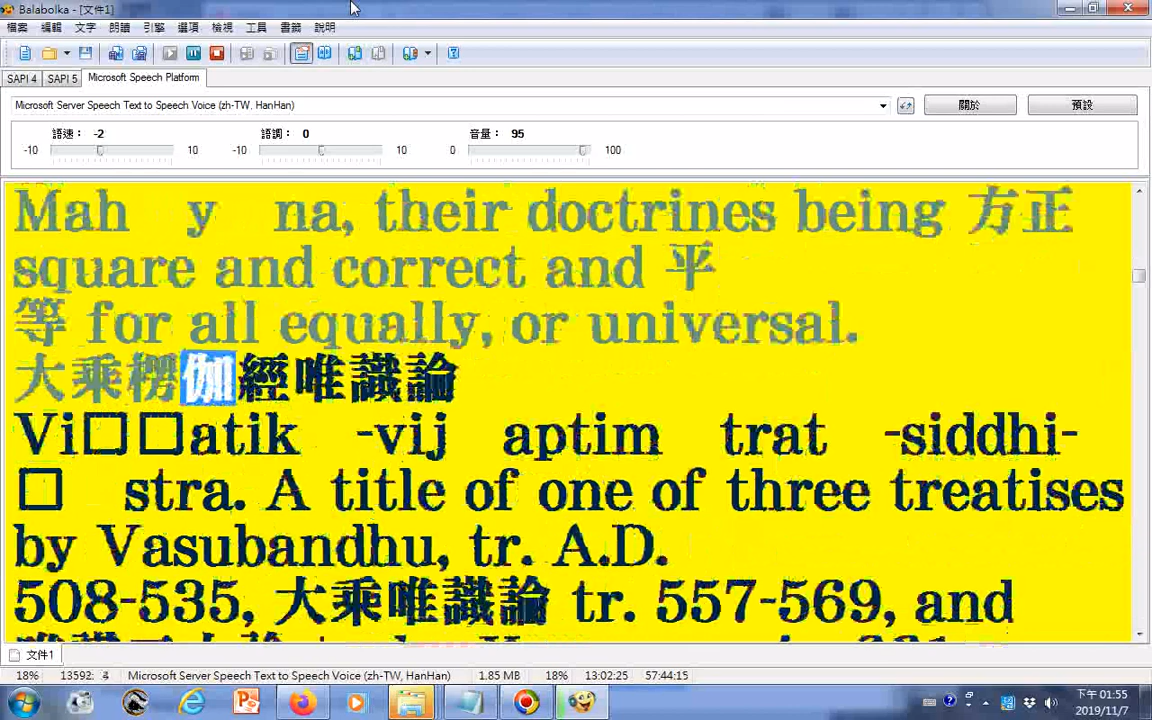 Balabolka - [文件1]
檔案 編輯 文字 朗讀 引擎 選項 檢視 工具 書籤 說明
SAPI 4 SAPI 5 Microsoft Speech Platform
Microsoft Server Speech Text to Speech Voice (zh-TW, HanHan) 關於 預設
語速： -2 語調： 0 音量： 95
-10 10 -10 10 0 100
Mah y na, their doctrines being 方正
square and correct and 平
等 for all equally, or universal.
大乘楞伽經唯識論
Vi□□atik -vij aptim trat -siddhi-
□ stra. A title of one of three treatises
by Vasubandhu, tr. A.D.
508-535, 大乘唯識論 tr. 557-569, and
文件1
18% 13592: 4 Microsoft Server Speech Text to Speech Voice (zh-TW, HanHan) 1.85 MB 18% 13:02:25 57:44:15
下午 01:55
2019/11/7